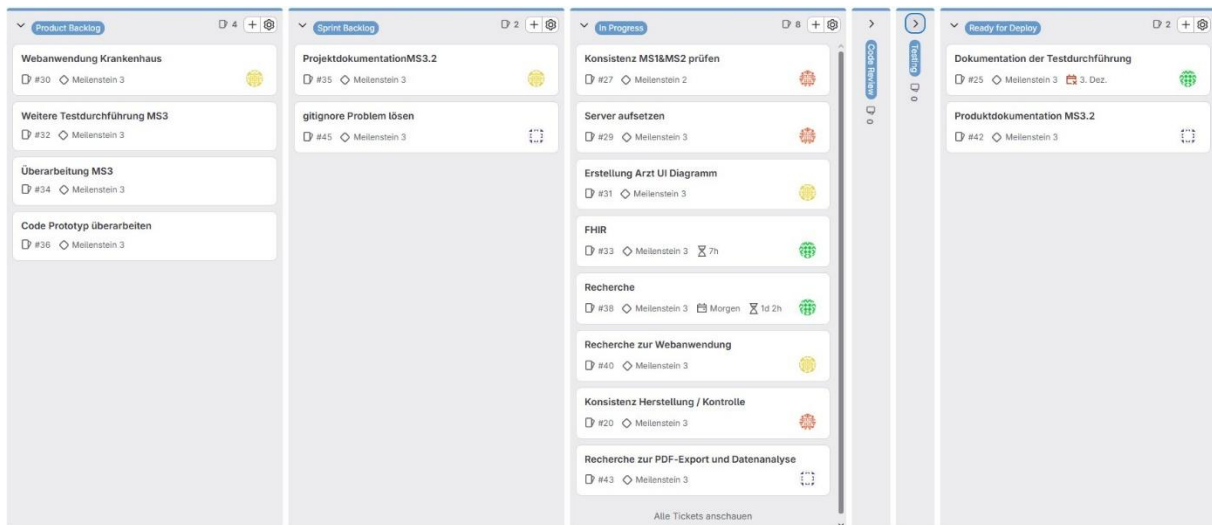 Product Backlog 4
Webanwendung Krankenhaus
#30 Meilenstein 3
Weitere Testdurchführung MS3
#32 Meilenstein 3
Überarbeitung MS3
#34 Meilenstein 3
Code Prototyp überarbeiten
#36 Meilenstein 3
Sprint Backlog 2
ProjektdokumentationMS3.2
#35 Meilenstein 3
gitignore Problem lösen
#45 Meilenstein 3
In Progress 8
Konsistenz MS1&MS2 prüfen
#27 Meilenstein 2
Server aufsetzen
#29 Meilenstein 3
Erstellung Arzt UI Diagramm
#31 Meilenstein 3
FHIR
#33 Meilenstein 3 7h
Recherche
#38 Meilenstein 3 Morgen 1d 2h
Recherche zur Webanwendung
#40 Meilenstein 3
Konsistenz Herstellung / Kontrolle
#20 Meilenstein 3
Recherche zur PDF-Export und Datenanalyse
#43 Meilenstein 3
Alle Tickets anschauen
Code Review 0
Testing 0
Ready for Deploy 2
Dokumentation der Testdurchführung
#25 Meilenstein 3 3. Dez.
Produktdokumentation MS3.2
#42 Meilenstein 3